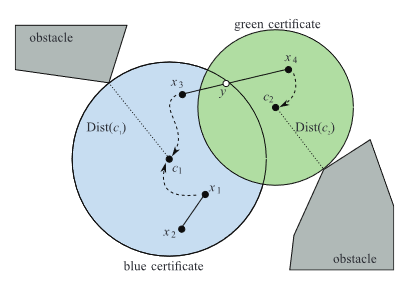 green certificate
obstacle
x₃
x₄
y
c₂
Dist(c₁)
Dist(c₂)
c₁
x₁
x₂
blue certificate
obstacle